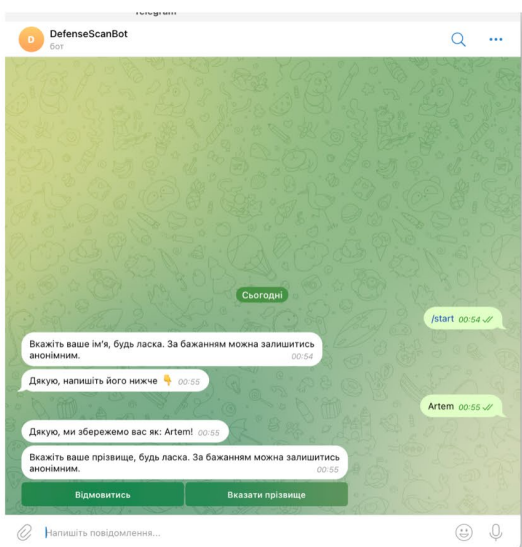 Telegram
D
DefenseScanBot
бот
Сьогодні
/start 00:54
Вкажіть ваше ім'я, будь ласка. За бажанням можна залишитись
анонімним. 00:54
Дякую, напишіть його нижче 👇 00:55
Artem 00:55
Дякую, ми збережемо вас як: Artem! 00:55
Вкажіть ваше прізвище, будь ласка. За бажанням можна залишитись
анонімним. 00:55
Відмовитись
Вказати прізвище
Напишіть повідомлення...